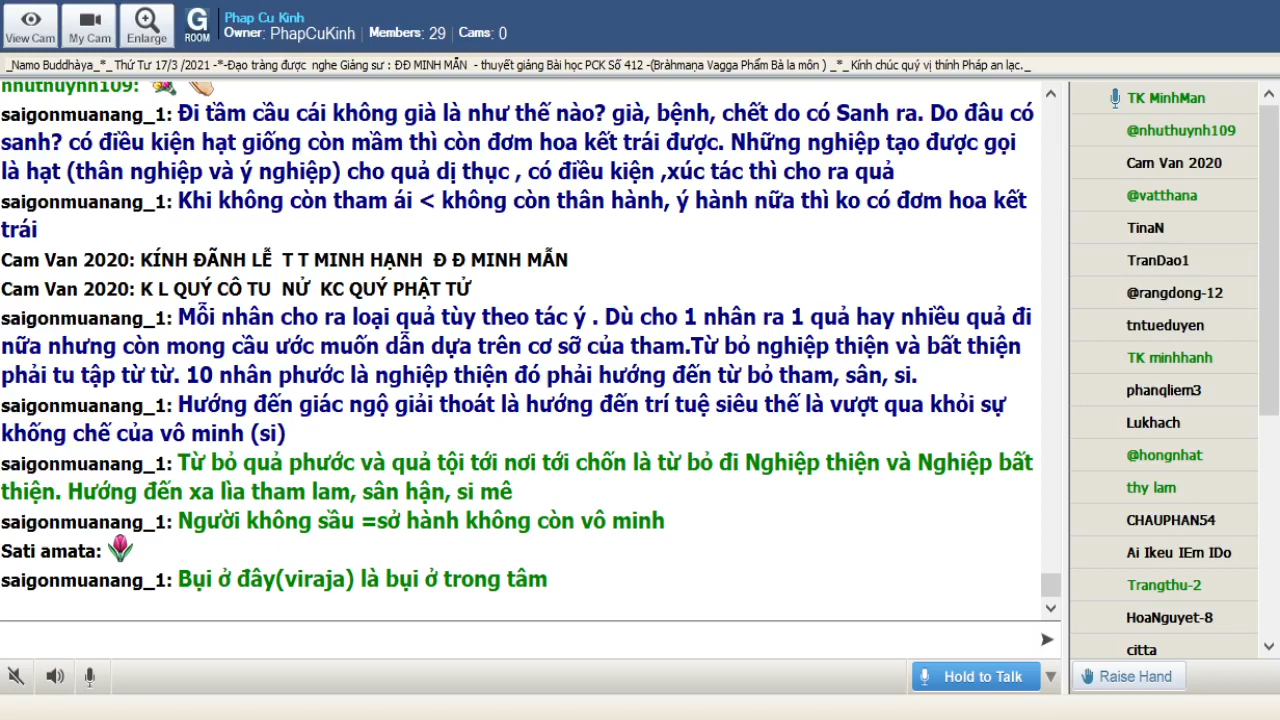 View Cam
My Cam
Enlarge
G
ROOM
Phap Cu Kinh
Owner: PhapCuKinh | Members: 29 | Cams: 0
_Namo Buddhàya_*_ Thứ Tư 17/3 /2021 -*-Đạo tràng được nghe Giảng sư : ĐĐ MINH MẪN - thuyết giảng Bài học PCK Số 412 -(Bràhmaṇa Vagga Phẩm Bà la môn ) _*_ Kính chúc quý vị thính Pháp an lạc._
nhuthuynh109:
saigonmuanang_1: Đi tầm cầu cái không già là như thế nào? già, bệnh, chết do có Sanh ra. Do đâu có
sanh? có điều kiện hạt giống còn mầm thì còn đơm hoa kết trái được. Những nghiệp tạo được gọi
là hạt (thân nghiệp và ý nghiệp) cho quả dị thục , có điều kiện ,xúc tác thì cho ra quả
saigonmuanang_1: Khi không còn tham ái < không còn thân hành, ý hành nữa thì ko có đơm hoa kết
trái
Cam Van 2020: KÍNH ĐÃNH LỄ T T MINH HẠNH Đ Đ MINH MẪN
Cam Van 2020: K L QUÝ CÔ TU NỬ KC QUÝ PHẬT TỬ
saigonmuanang_1: Mỗi nhân cho ra loại quả tùy theo tác ý . Dù cho 1 nhân ra 1 quả hay nhiều quả đi
nữa nhưng còn mong cầu ước muốn dẫn dựa trên cơ sỡ của tham.Từ bỏ nghiệp thiện và bất thiện
phải tu tập từ từ. 10 nhân phước là nghiệp thiện đó phải hướng đến từ bỏ tham, sân, si.
saigonmuanang_1: Hướng đến giác ngộ giải thoát là hướng đến trí tuệ siêu thế là vượt qua khỏi sự
khống chế của vô minh (si)
saigonmuanang_1: Từ bỏ quả phước và quả tội tới nơi tới chốn là từ bỏ đi Nghiệp thiện và Nghiệp bất
thiện. Hướng đến xa lìa tham lam, sân hận, si mê
saigonmuanang_1: Người không sầu =sở hành không còn vô minh
Sati amata:
saigonmuanang_1: Bụi ở đây(viraja) là bụi ở trong tâm
TK MinhMan
@nhuthuynh109
Cam Van 2020
@vatthana
TinaN
TranDao1
@rangdong-12
tntueduyen
TK minhhanh
phanqliem3
Lukhach
@hongnhat
thy lam
CHAUPHAN54
Ai Ikeu IEm IDo
Trangthu-2
HoaNguyet-8
citta
Hold to Talk
Raise Hand